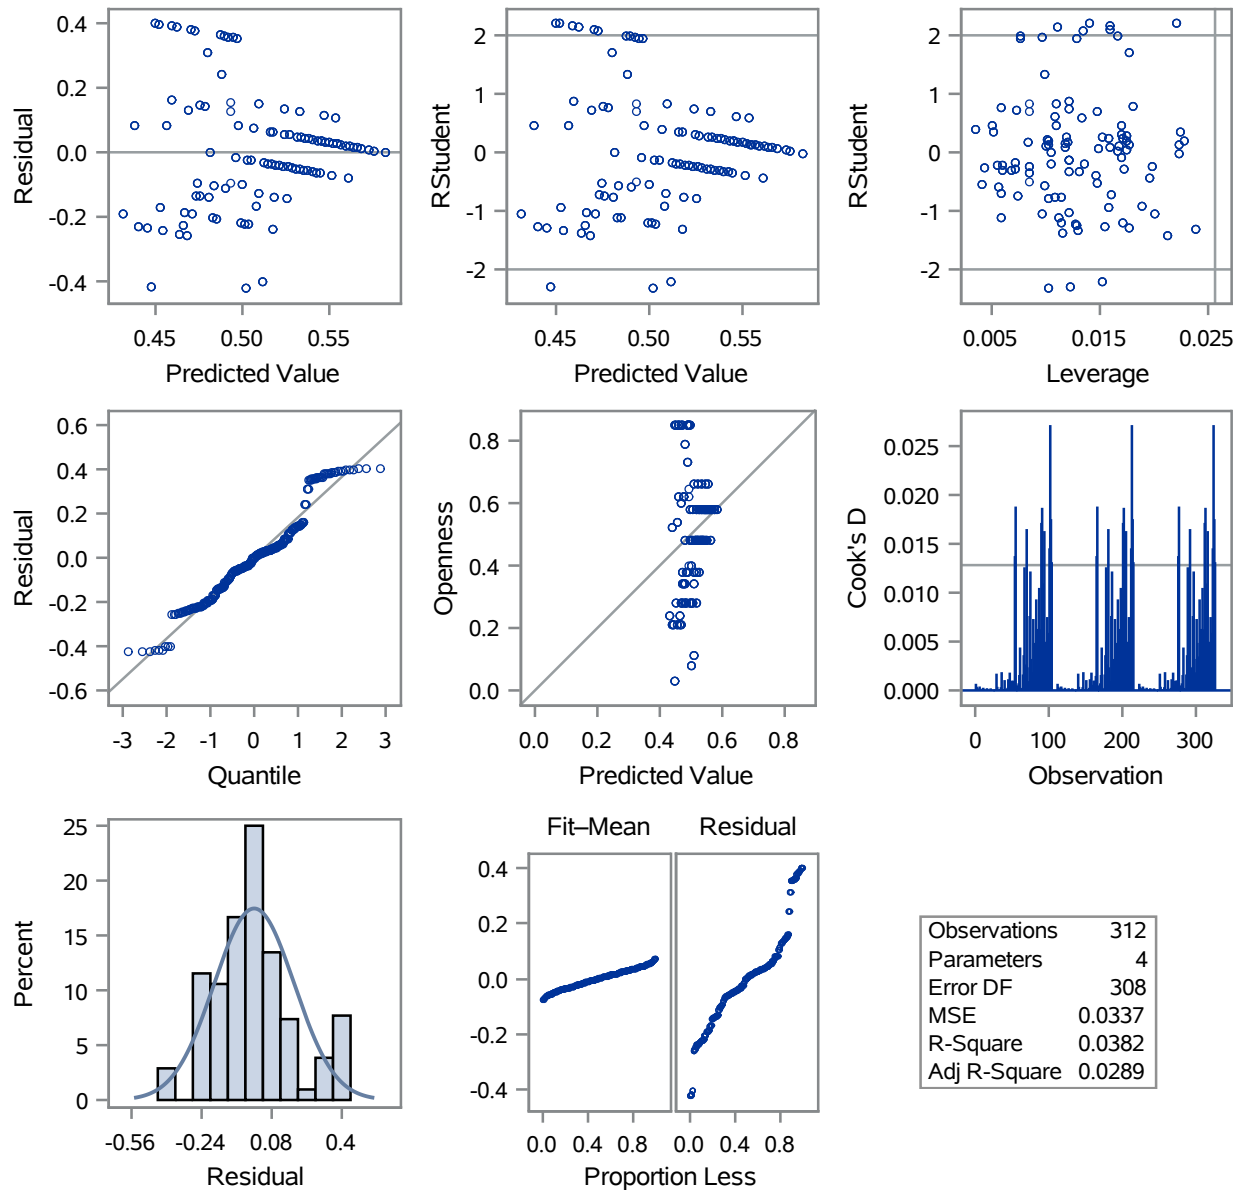 0.4
0.2
0.0
-0.2
-0.4
Residual
0.45 0.50 0.55
Predicted Value
2
1
0
-1
-2
RStudent
0.45 0.50 0.55
Predicted Value
2
1
0
-1
-2
RStudent
0.005 0.015 0.025
Leverage
0.6
0.4
0.2
0.0
-0.2
-0.4
-0.6
Residual
-3 -2 -1 0 1 2 3
Quantile
0.8
0.6
0.4
0.2
0.0
Openness
0.0 0.2 0.4 0.6 0.8
Predicted Value
0.025
0.020
0.015
0.010
0.005
0.000
Cook's D
0 100 200 300
Observation
25
20
15
10
5
0
Percent
-0.56 -0.24 0.08 0.4
Residual
Fit–Mean Residual
0.4
0.2
0.0
-0.2
-0.4
0.0 0.4 0.8 0.0 0.4 0.8
Proportion Less
Observations 312
Parameters 4
Error DF 308
MSE 0.0337
R-Square 0.0382
Adj R-Square 0.0289